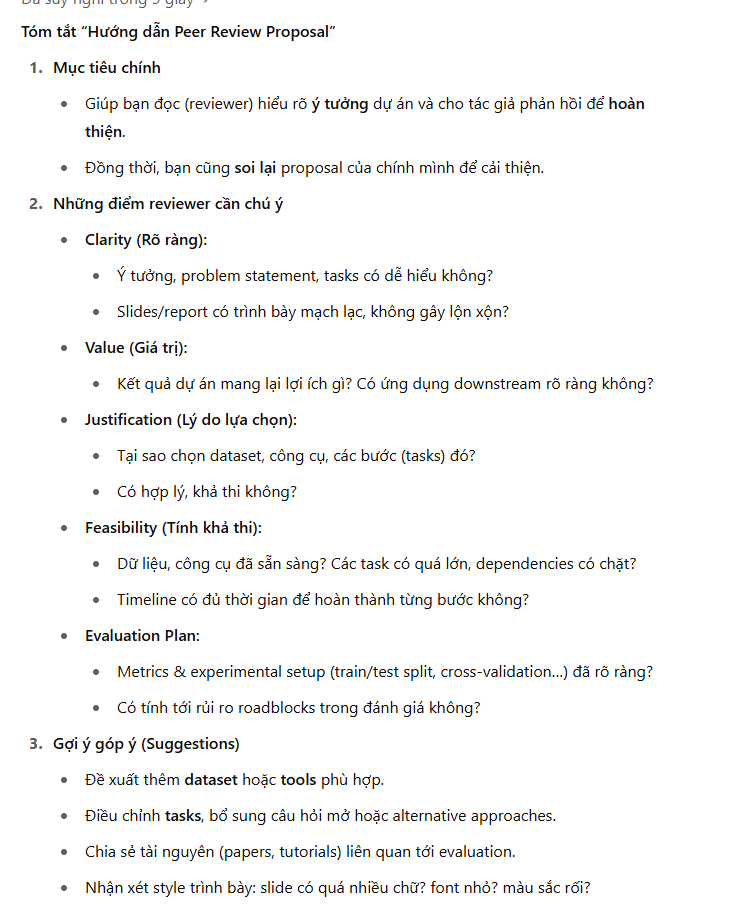 Đã suy nghĩ trong 9 giây >
Tóm tắt “Hướng dẫn Peer Review Proposal”
1. Mục tiêu chính
• Giúp bạn đọc (reviewer) hiểu rõ ý tưởng dự án và cho tác giả phản hồi để hoàn
thiện.
• Đồng thời, bạn cũng soi lại proposal của chính mình để cải thiện.
2. Những điểm reviewer cần chú ý
• Clarity (Rõ ràng):
• Ý tưởng, problem statement, tasks có dễ hiểu không?
• Slides/report có trình bày mạch lạc, không gây lộn xộn?
• Value (Giá trị):
• Kết quả dự án mang lại lợi ích gì? Có ứng dụng downstream rõ ràng không?
• Justification (Lý do lựa chọn):
• Tại sao chọn dataset, công cụ, các bước (tasks) đó?
• Có hợp lý, khả thi không?
• Feasibility (Tính khả thi):
• Dữ liệu, công cụ đã sẵn sàng? Các task có quá lớn, dependencies có chặt?
• Timeline có đủ thời gian để hoàn thành từng bước không?
• Evaluation Plan:
• Metrics & experimental setup (train/test split, cross-validation…) đã rõ ràng?
• Có tính tới rủi ro roadblocks trong đánh giá không?
3. Gợi ý góp ý (Suggestions)
• Đề xuất thêm dataset hoặc tools phù hợp.
• Điều chỉnh tasks, bổ sung câu hỏi mở hoặc alternative approaches.
• Chia sẻ tài nguyên (papers, tutorials) liên quan tới evaluation.
• Nhận xét style trình bày: slide có quá nhiều chữ? font nhỏ? màu sắc rối?